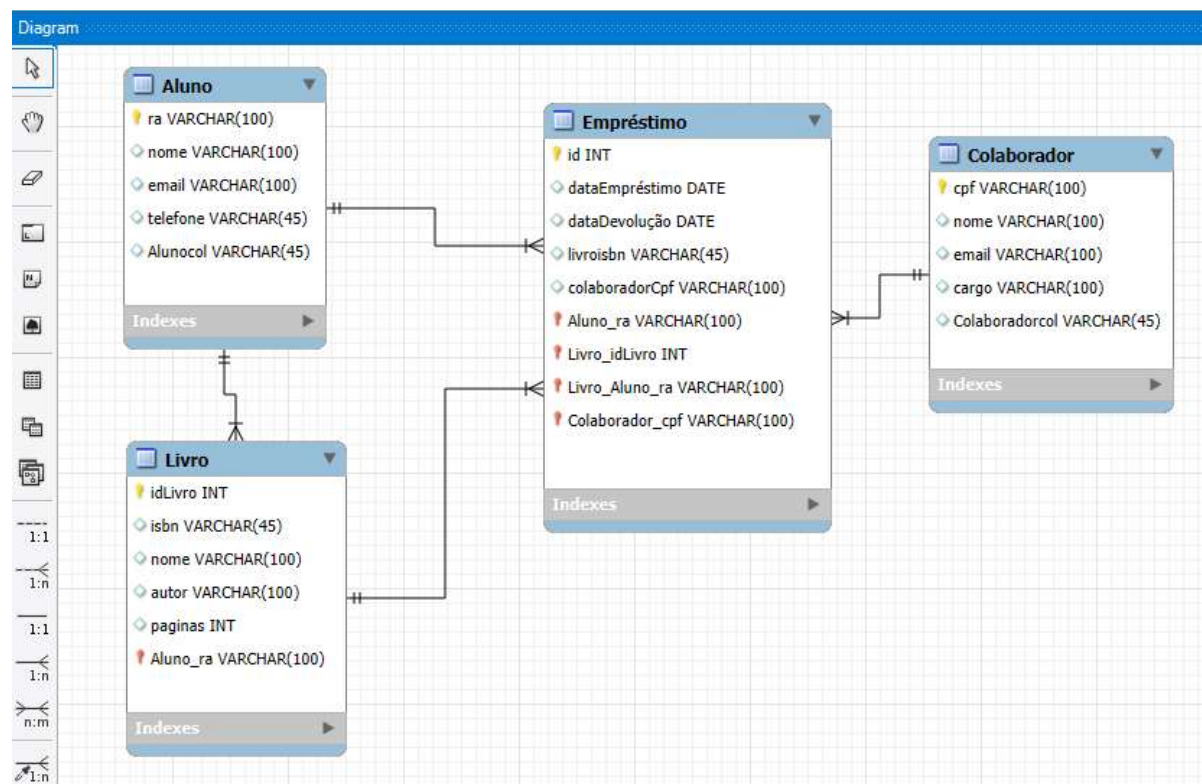 Diagram
Aluno
ra VARCHAR(100)
nome VARCHAR(100)
email VARCHAR(100)
telefone VARCHAR(45)
Alunocol VARCHAR(45)
Indexes
Empréstimo
id INT
dataEmpréstimo DATE
dataDevolução DATE
livroisbn VARCHAR(45)
colaboradorCpf VARCHAR(100)
Aluno_ra VARCHAR(100)
Livro_idLivro INT
Livro_Aluno_ra VARCHAR(100)
Colaborador_cpf VARCHAR(100)
Indexes
Colaborador
cpf VARCHAR(100)
nome VARCHAR(100)
email VARCHAR(100)
cargo VARCHAR(100)
Colaboradorcol VARCHAR(45)
Indexes
Livro
idLivro INT
isbn VARCHAR(45)
nome VARCHAR(100)
autor VARCHAR(100)
paginas INT
Aluno_ra VARCHAR(100)
Indexes
1:1
1:n
1:1
1:n
n:m
1:n